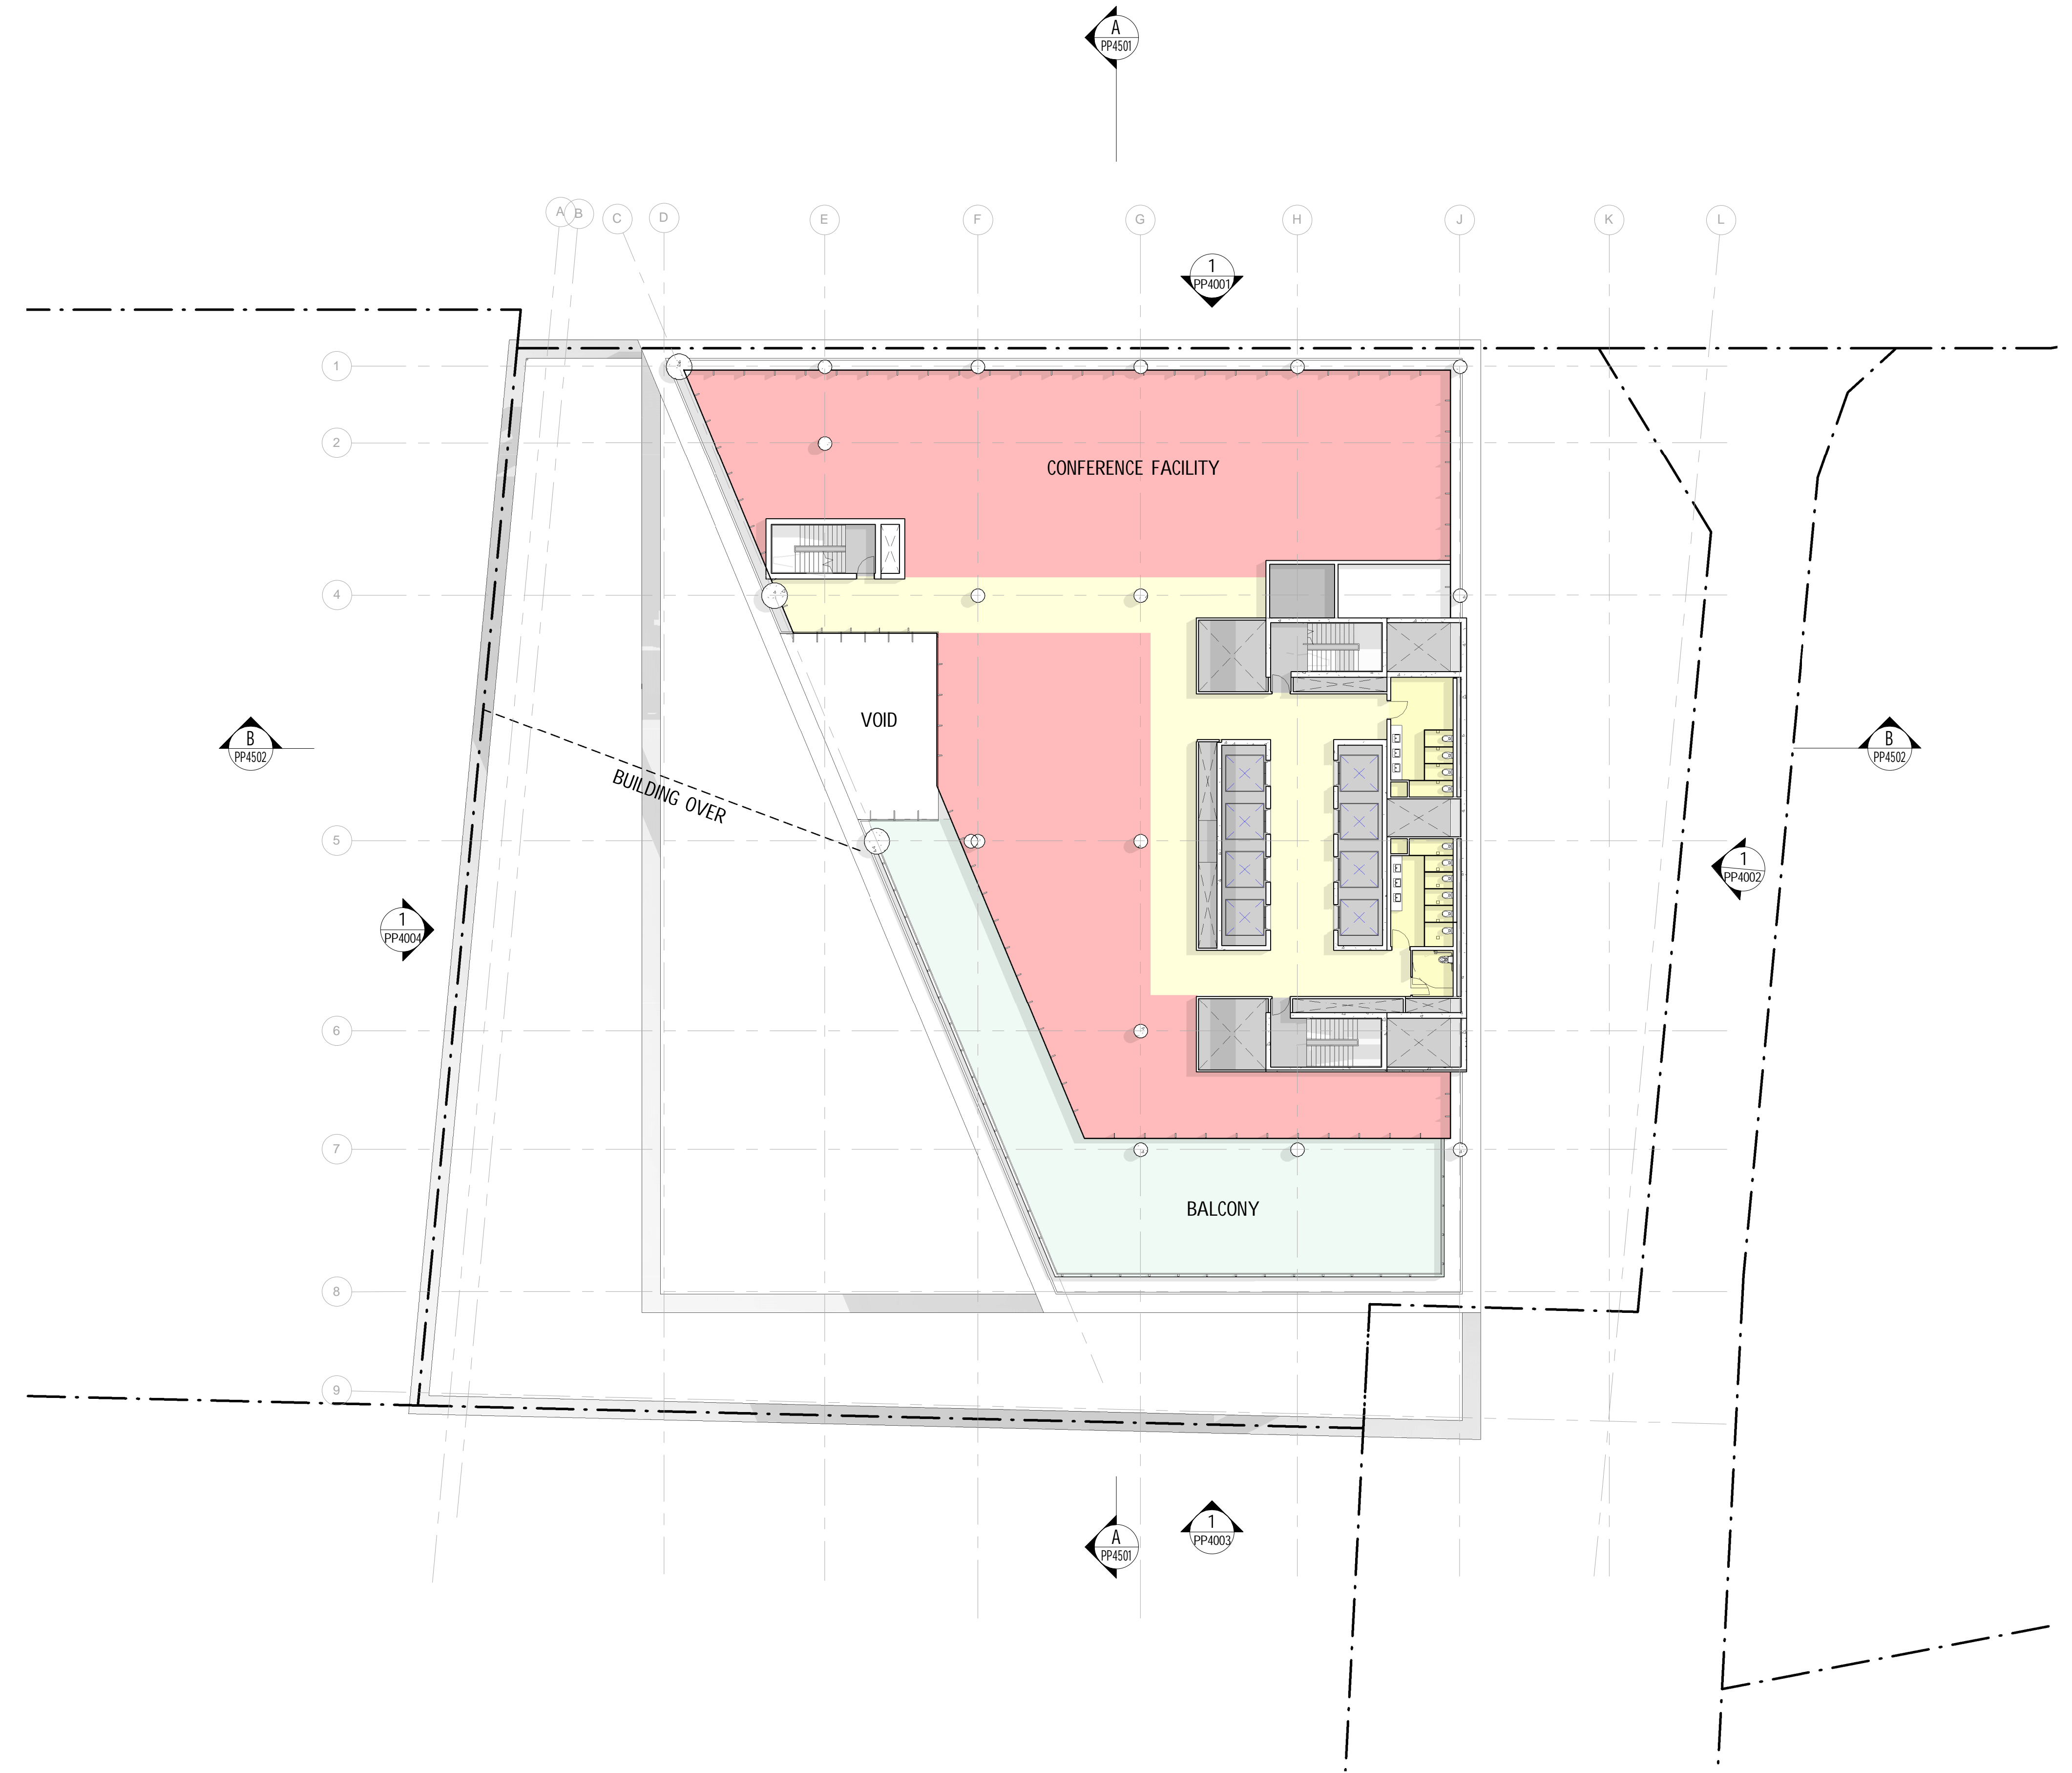 A
PP4501
A B C D E F G H J K L
1
PP4001
1
2
CONFERENCE FACILITY
4
VOID
B
PP4502
B
PP4502
BUILDING OVER
5
1
PP4002
1
PP4004
6
7
BALCONY
8
9
A
PP4501
1
PP4003